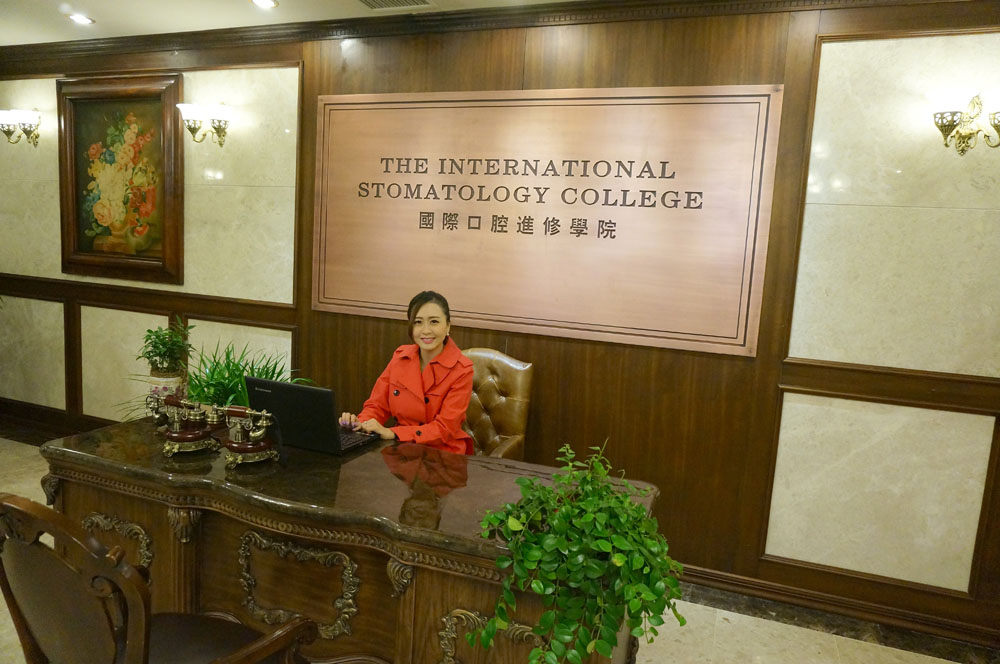 THE INTERNATIONAL
STOMATOLOGY COLLEGE
國際口腔進修學院